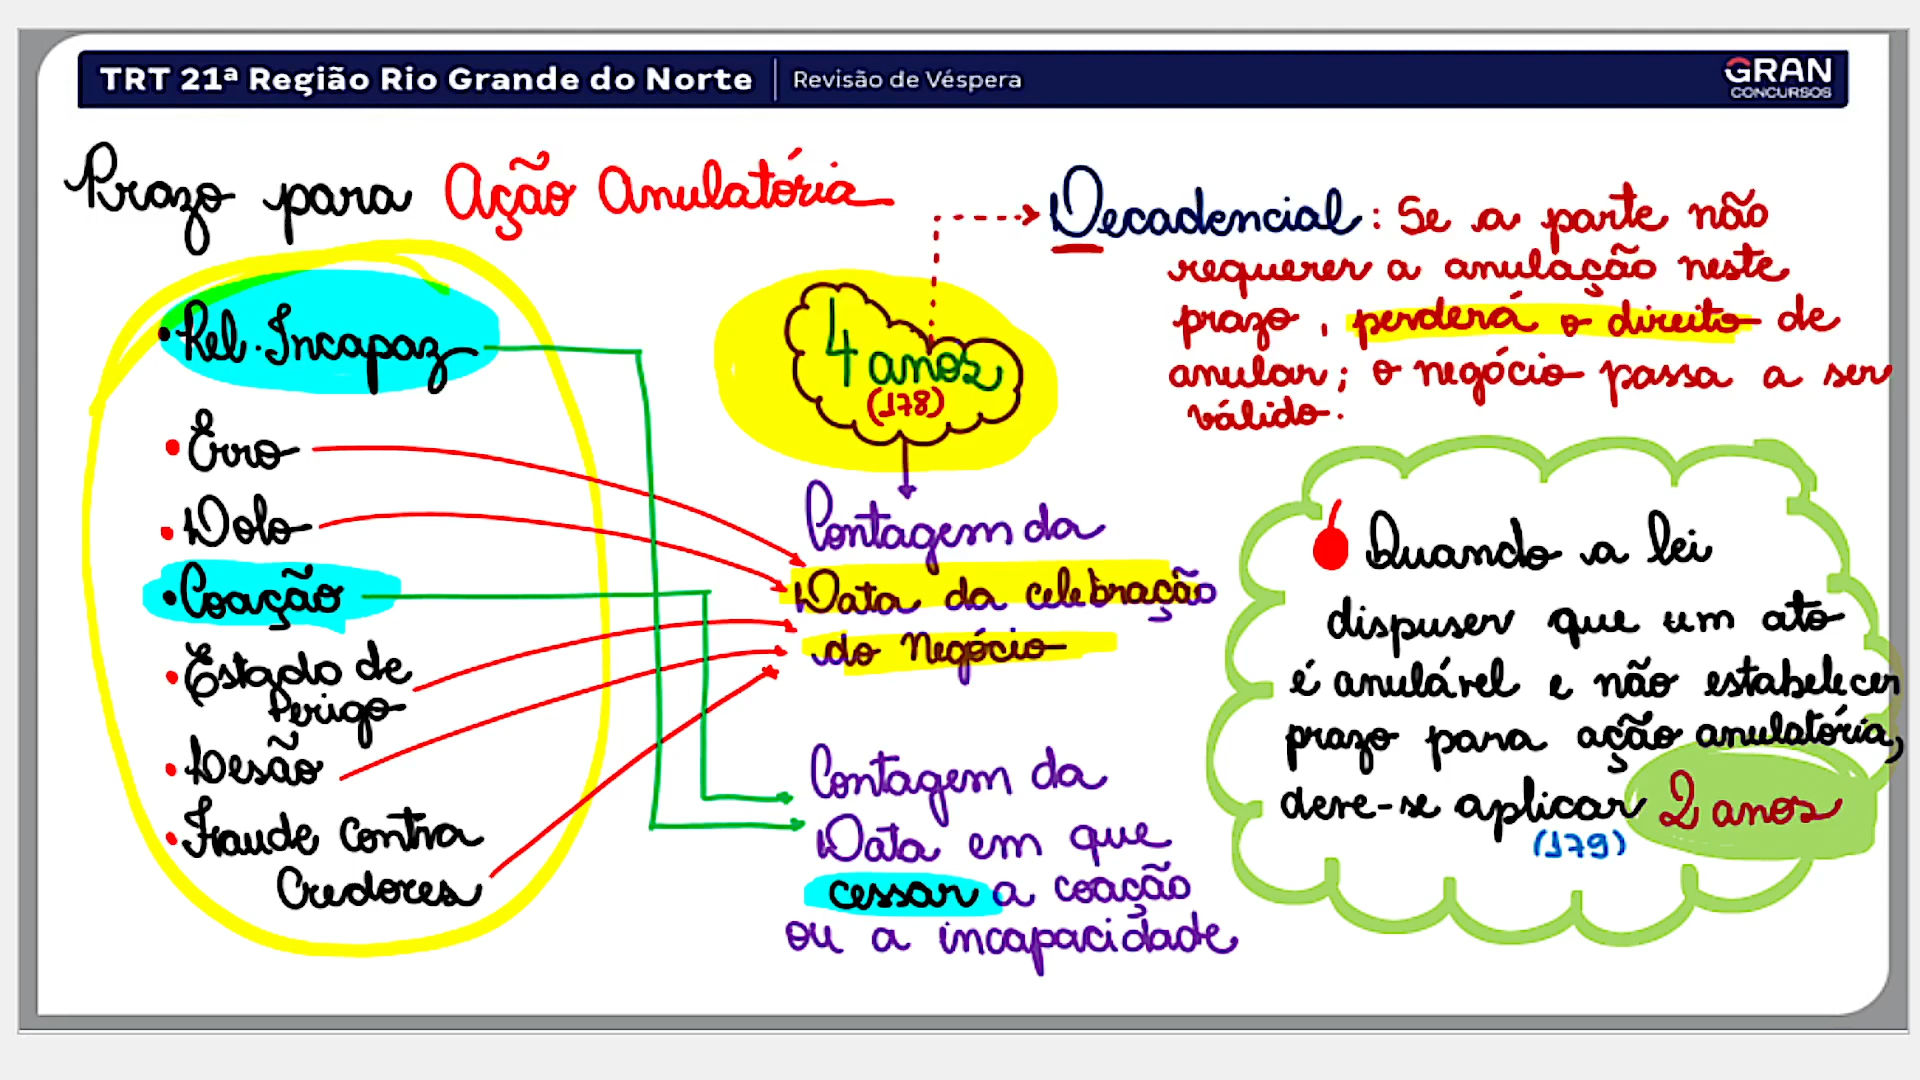 TRT 21ª Região Rio Grande do Norte | Revisão de Véspera
GRAN
CONCURSOS
Prazo para Ação Anulatória
• Rel. Incapaz
• Erro
• Dolo
• Coação
• Estado de
Perigo
• Lesão
• Fraude contra
Credores
4 anos
(178)
Contagem da
Data da celebração
do Negócio
Contagem da
Data em que
cessar a coação
ou a incapacidade
Decadencial: Se a parte não
requerer a anulação neste
prazo, perderá o direito de
anular; o negócio passa a ser
válido.
Quando a lei
dispuser que um ato
é anulável e não estabelecer
prazo para ação anulatória,
deve-se aplicar 2 anos
(179)